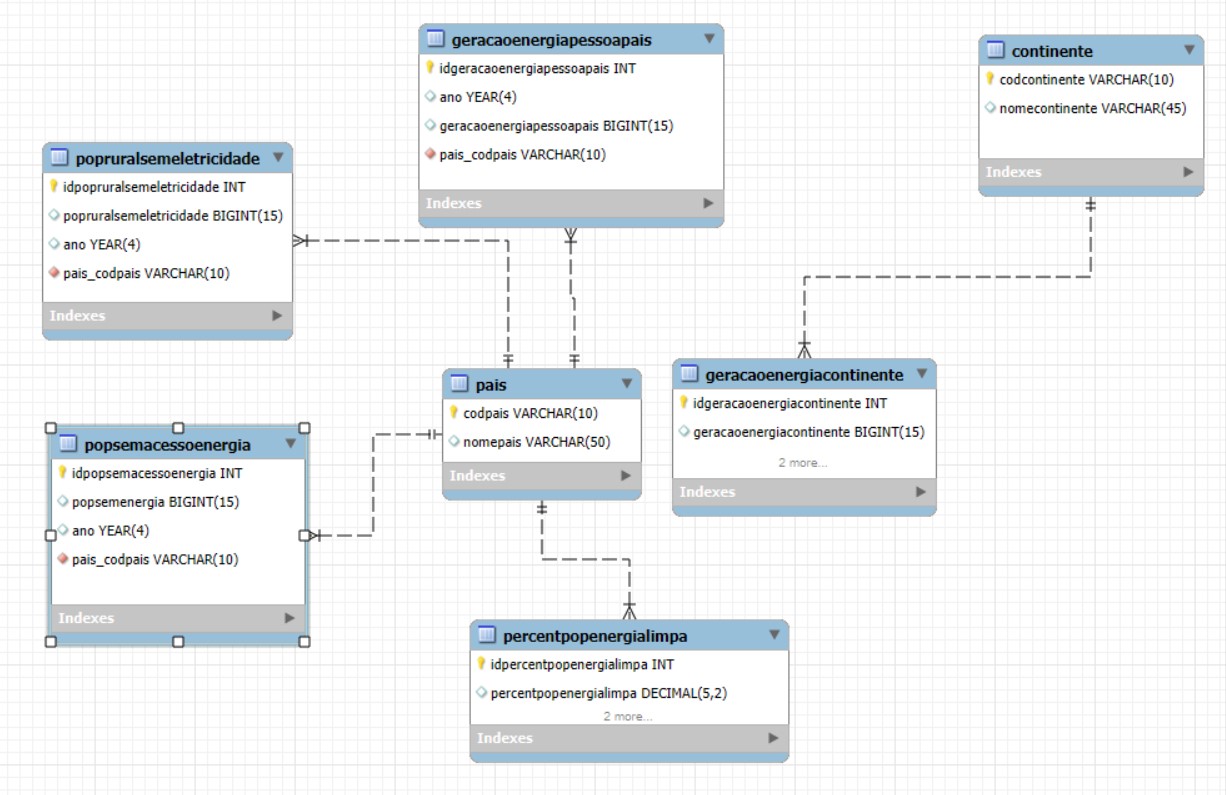 geracaoenergiapessoapais
idgeracaoenergiapessoapais INT
ano YEAR(4)
geracaoenergiapessoapais BIGINT(15)
pais_codpais VARCHAR(10)
Indexes
continente
codcontinente VARCHAR(10)
nomecontinente VARCHAR(45)
Indexes
popruralsemeletricidade
idpopruralsemeletricidade INT
popruralsemeletricidade BIGINT(15)
ano YEAR(4)
pais_codpais VARCHAR(10)
Indexes
pais
codpais VARCHAR(10)
nomepais VARCHAR(50)
Indexes
geracaoenergiacontinente
idgeracaoenergiacontinente INT
geracaoenergiacontinente BIGINT(15)
2 more...
Indexes
popsemacessoenergia
idpopsemacessoenergia INT
popsemenergia BIGINT(15)
ano YEAR(4)
pais_codpais VARCHAR(10)
Indexes
percentpopenergialimpa
idpercentpopenergialimpa INT
percentpopenergialimpa DECIMAL(5,2)
2 more...
Indexes